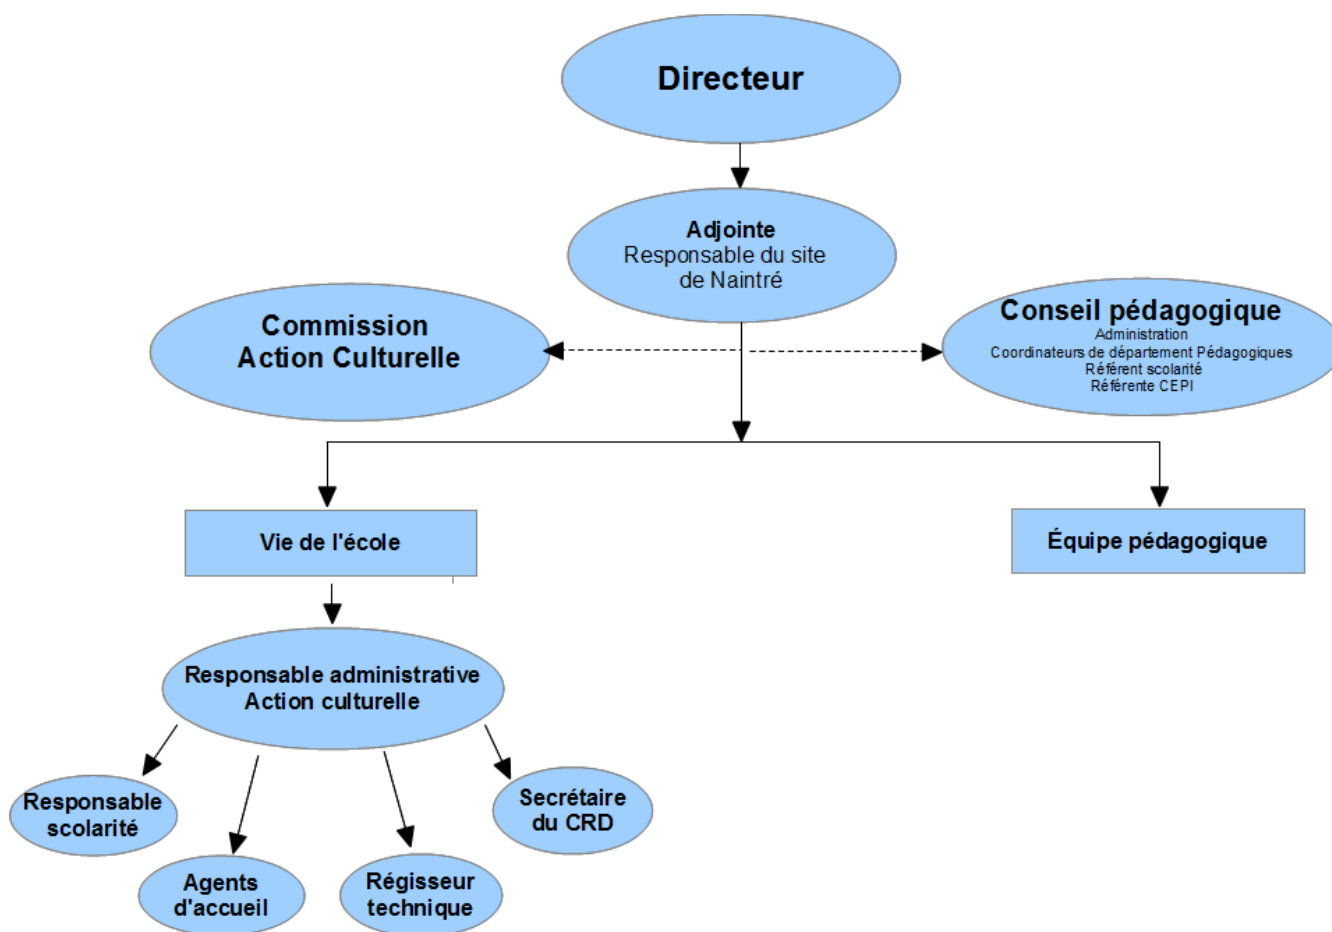 Directeur
Adjointe
Responsable du site
de Naintré
Commission
Action Culturelle
Conseil pédagogique
Administration
Coordinateurs de département Pédagogiques
Référent scolarité
Référente CEPI
Vie de l'école
Équipe pédagogique
Responsable administrative
Action culturelle
Responsable
scolarité
Agents
d'accueil
Régisseur
technique
Secrétaire
du CRD